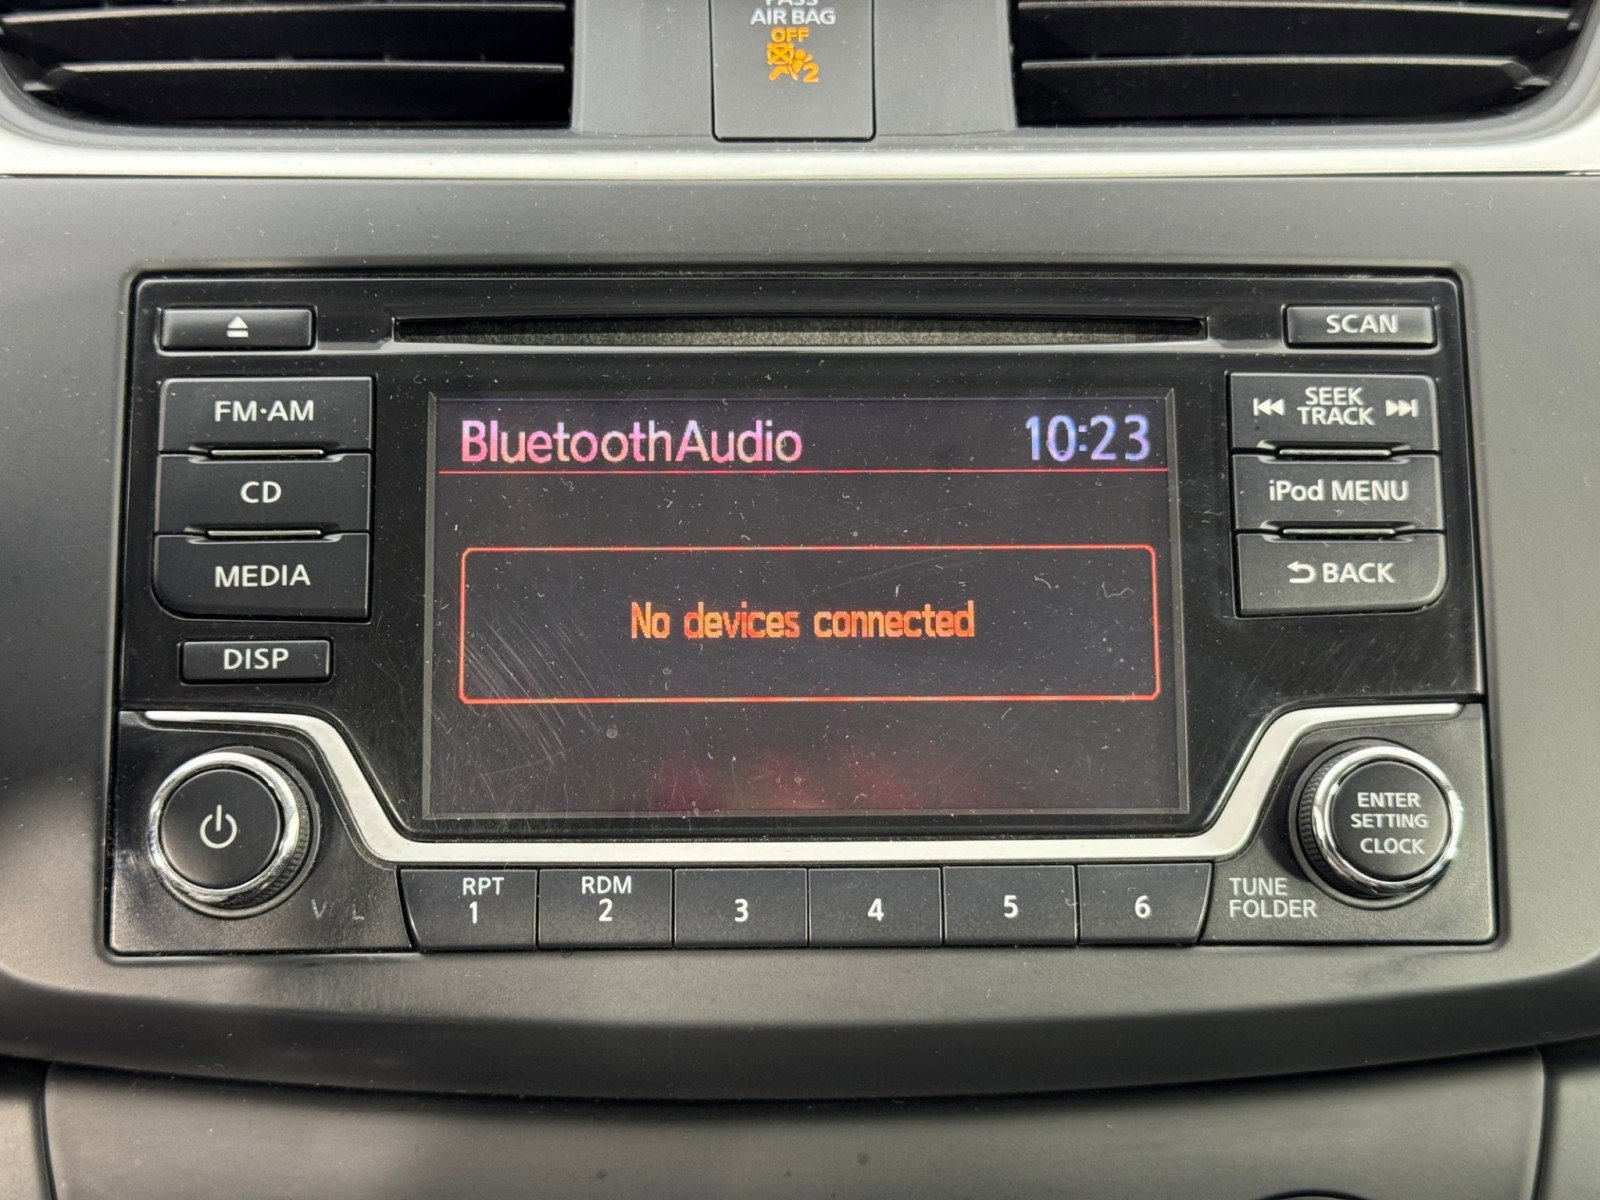 PASS
AIR BAG
OFF
2
SCAN
FM·AM
SEEK
TRACK
BluetoothAudio 10:23
CD
iPod MENU
MEDIA
BACK
No devices connected
DISP
ENTER
SETTING
CLOCK
TUNE
FOLDER
RPT
1
RDM
2
3
4
5
6
V L